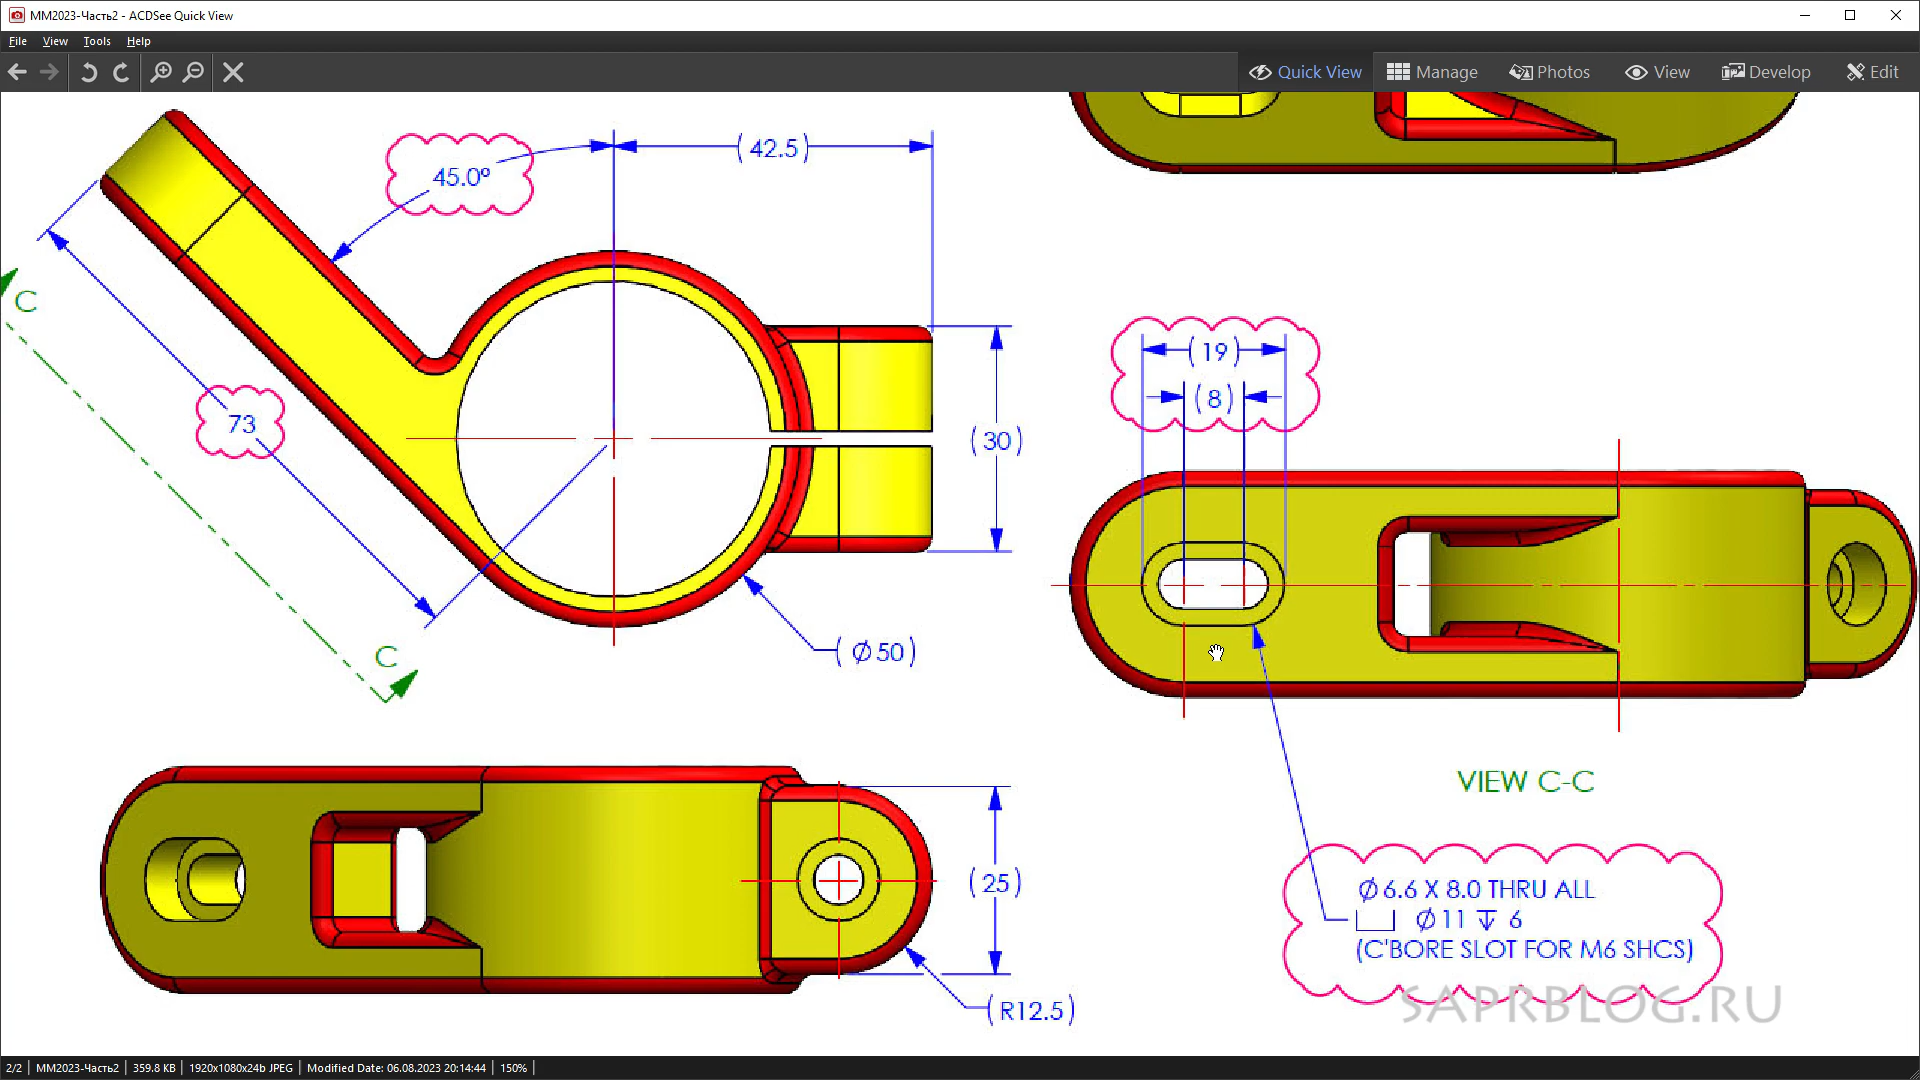 MM2023-Часть2 - ACDSee Quick View
File View Tools Help
Quick View Manage Photos View Develop Edit
45.0º
(42.5)
C
73
(30)
C
(Ø50)
(19)
(8)
VIEW C-C
(25)
(R12.5)
Ø6.6 X 8.0 THRU ALL
⌴ Ø11 ↧ 6
(C'BORE SLOT FOR M6 SHCS)
SAPRBLOG.RU
2/2 | MM2023-Часть2 | 359.8 KB | 1920x1080x24b JPEG | Modified Date: 06.08.2023 20:14:44 | 150% |